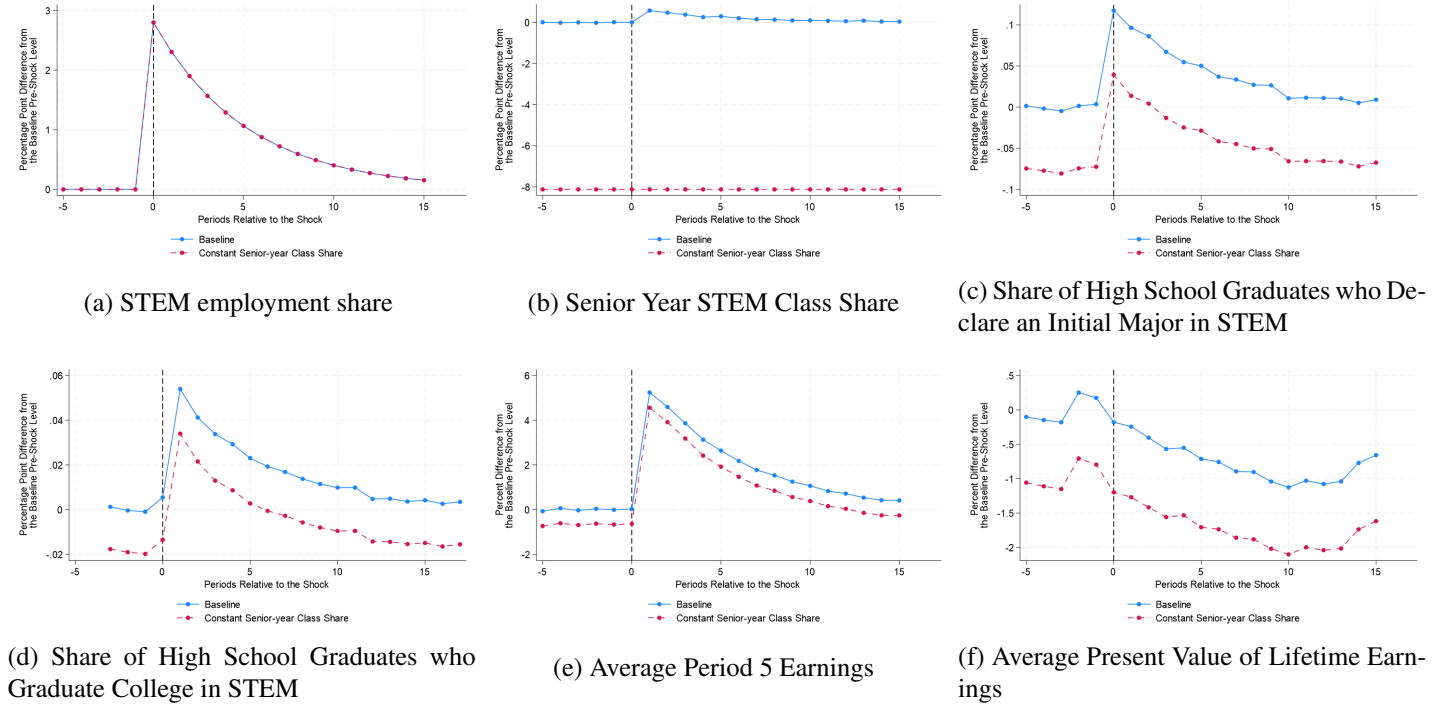 Percentage Point Difference from
the Baseline Pre-Shock Level
3
2
1
0
-5
0
5
10
15
Periods Relative to the Shock
Baseline
Constant Senior-year Class Share
(a) STEM employment share
Percentage Point Difference from
the Baseline Pre-Shock Level
0
-2
-4
-6
-8
-5
0
5
10
15
Periods Relative to the Shock
Baseline
Constant Senior-year Class Share
(b) Senior Year STEM Class Share
Percentage Point Difference from
the Baseline Pre-Shock Level
.1
.05
0
-.05
-.1
-5
0
5
10
15
Periods Relative to the Shock
Baseline
Constant Senior-year Class Share
(c) Share of High School Graduates who De-
clare an Initial Major in STEM
Percentage Point Difference from
the Baseline Pre-Shock Level
.06
.04
.02
0
-.02
-5
0
5
10
15
Periods Relative to the Shock
Baseline
Constant Senior-year Class Share
(d) Share of High School Graduates who
Graduate College in STEM
Percent Difference from
the Baseline Pre-Shock Level
6
4
2
0
-2
-5
0
5
10
15
Periods Relative to the Shock
Baseline
Constant Senior-year Class Share
(e) Average Period 5 Earnings
Percent Difference from
the Baseline Pre-Shock Level
.5
0
-.5
-1
-1.5
-2
-5
0
5
10
15
Periods Relative to the Shock
Baseline
Constant Senior-year Class Share
(f) Average Present Value of Lifetime Earn-
ings